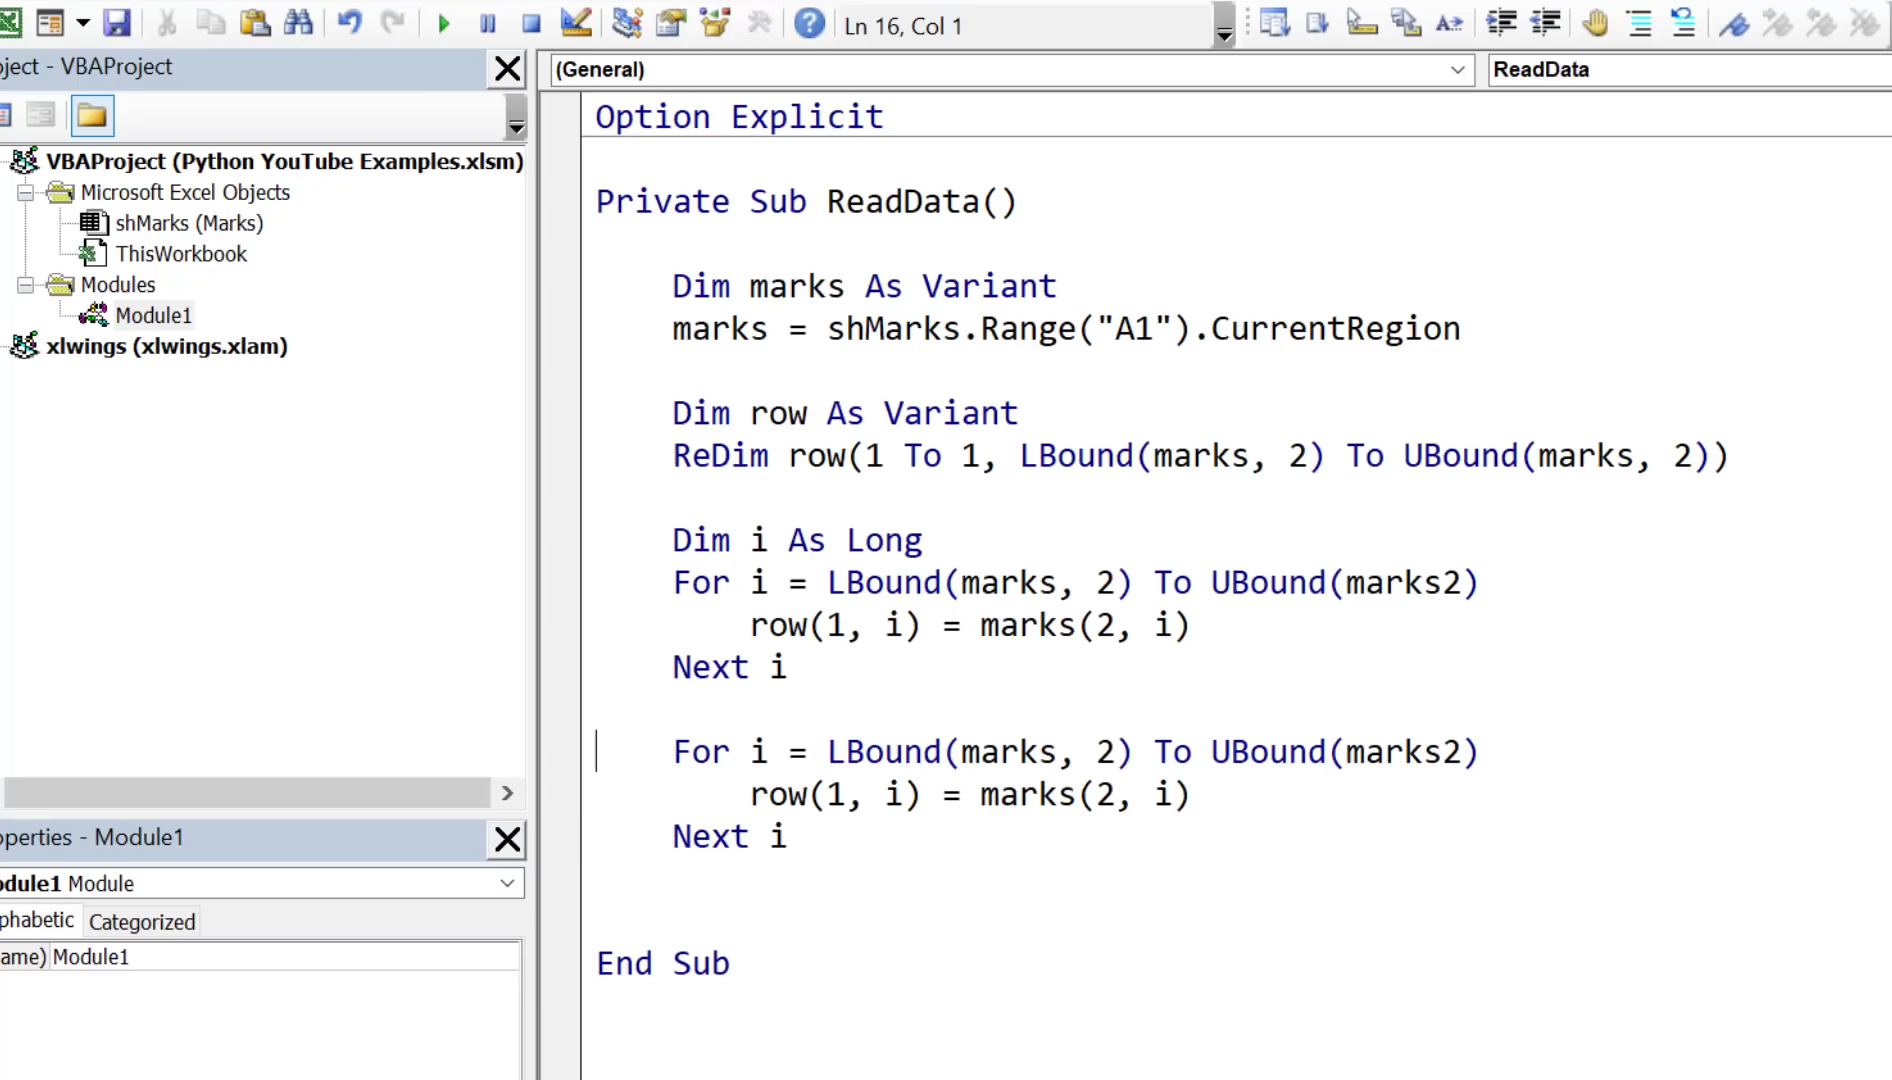 Ln 16, Col 1
oject - VBAProject
(General)
ReadData
VBAProject (Python YouTube Examples.xlsm)
Microsoft Excel Objects
shMarks (Marks)
ThisWorkbook
Modules
Module1
xlwings (xlwings.xlam)
operties - Module1
odule1 Module
phabetic Categorized
ame) Module1
Option Explicit
Private Sub ReadData()
Dim marks As Variant
marks = shMarks.Range("A1").CurrentRegion
Dim row As Variant
ReDim row(1 To 1, LBound(marks, 2) To UBound(marks, 2))
Dim i As Long
For i = LBound(marks, 2) To UBound(marks2)
row(1, i) = marks(2, i)
Next i
For i = LBound(marks, 2) To UBound(marks2)
row(1, i) = marks(2, i)
Next i
End Sub